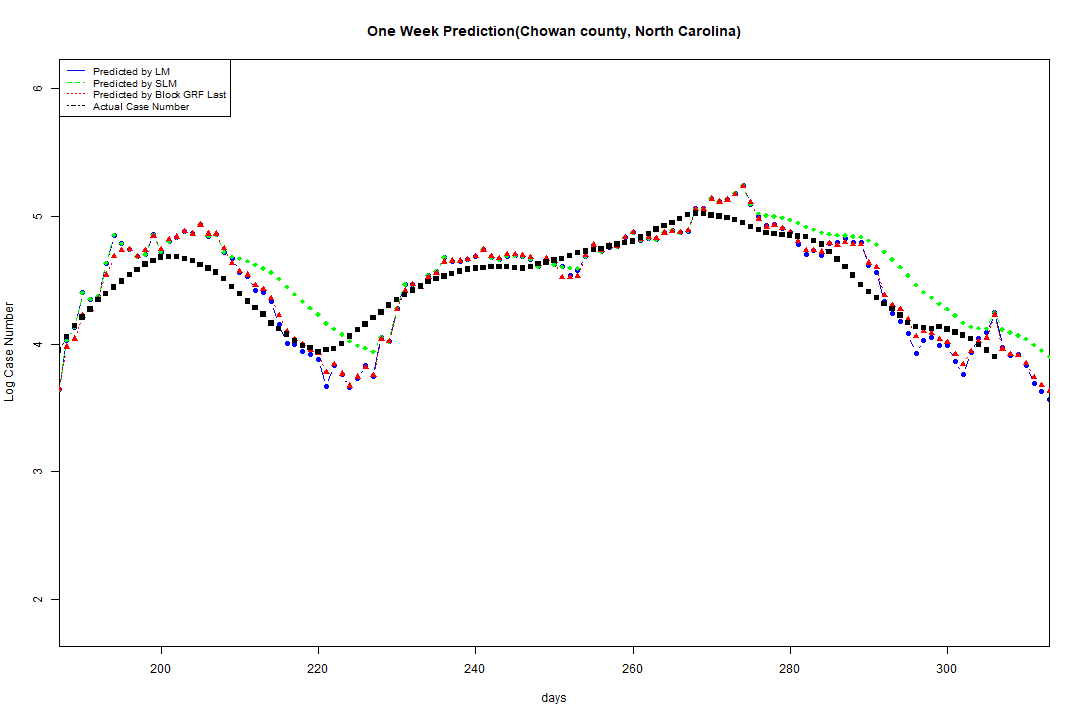 One Week Prediction(Chowan county, North Carolina)
Predicted by LM
Predicted by SLM
Predicted by Block GRF Last
Actual Case Number
6
5
4
3
2
Log Case Number
200 220 240 260 280 300
days